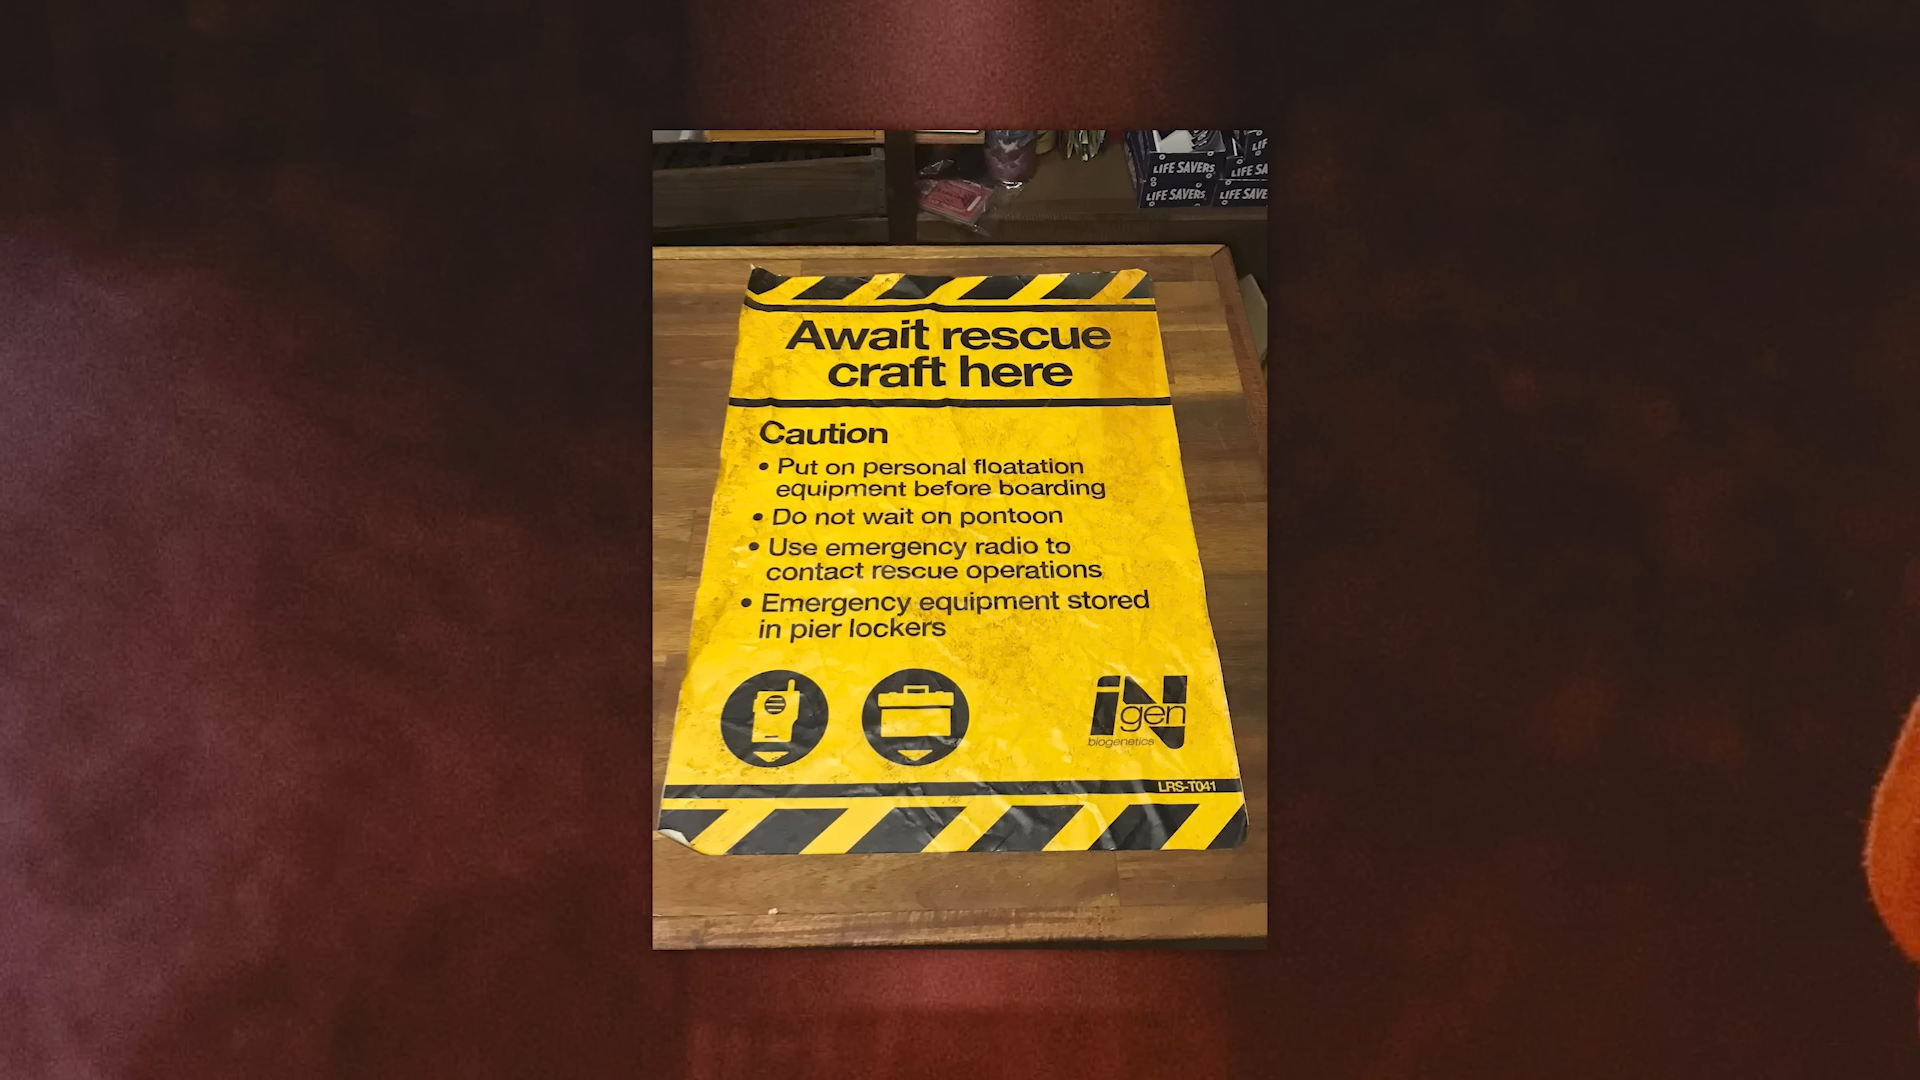 LIFE SAVERS
LIFE SAVERS
LIFE SAVERS
Await rescue
craft here
Caution
• Put on personal floatation
equipment before boarding
• Do not wait on pontoon
• Use emergency radio to
contact rescue operations
• Emergency equipment stored
in pier lockers
iNgen
biogenetics
LRS-T041